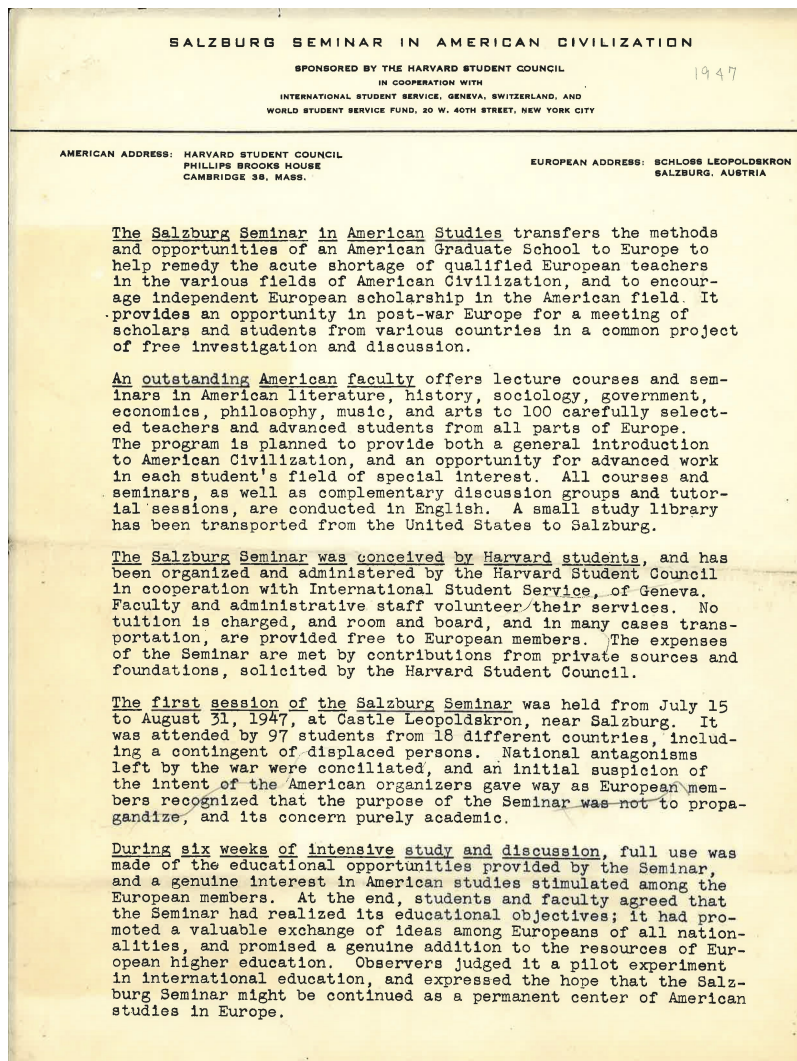 SALZBURG SEMINAR IN AMERICAN CIVILIZATION
SPONSORED BY THE HARVARD STUDENT COUNCIL
IN COOPERATION WITH
INTERNATIONAL STUDENT SERVICE, GENEVA, SWITZERLAND, AND
WORLD STUDENT SERVICE FUND, 20 W. 40TH STREET, NEW YORK CITY
1947
AMERICAN ADDRESS: HARVARD STUDENT COUNCIL
PHILLIPS BROOKS HOUSE
CAMBRIDGE 38, MASS.
EUROPEAN ADDRESS: SCHLOSS LEOPOLDSKRON
SALZBURG, AUSTRIA
The Salzburg Seminar in American Studies transfers the methods
and opportunities of an American Graduate School to Europe to
help remedy the acute shortage of qualified European teachers
in the various fields of American Civilization, and to encour-
age independent European scholarship in the American field. It
provides an opportunity in post-war Europe for a meeting of
scholars and students from various countries in a common project
of free investigation and discussion.
An outstanding American faculty offers lecture courses and sem-
inars in American literature, history, sociology, government,
economics, philosophy, music, and arts to 100 carefully select-
ed teachers and advanced students from all parts of Europe.
The program is planned to provide both a general introduction
to American Civilization, and an opportunity for advanced work
in each student's field of special interest. All courses and
seminars, as well as complementary discussion groups and tutor-
ial sessions, are conducted in English. A small study library
has been transported from the United States to Salzburg.
The Salzburg Seminar was conceived by Harvard students, and has
been organized and administered by the Harvard Student Council
in cooperation with International Student Service, of Geneva.
Faculty and administrative staff volunteer their services. No
tuition is charged, and room and board, and in many cases trans-
portation, are provided free to European members. The expenses
of the Seminar are met by contributions from private sources and
foundations, solicited by the Harvard Student Council.
The first session of the Salzburg Seminar was held from July 15
to August 31, 1947, at Castle Leopoldskron, near Salzburg. It
was attended by 97 students from 18 different countries, includ-
ing a contingent of displaced persons. National antagonisms
left by the war were conciliated, and an initial suspicion of
the intent of the American organizers gave way as European mem-
bers recognized that the purpose of the Seminar was not to propa-
gandize, and its concern purely academic.
During six weeks of intensive study and discussion, full use was
made of the educational opportunities provided by the Seminar,
and a genuine interest in American studies stimulated among the
European members. At the end, students and faculty agreed that
the Seminar had realized its educational objectives; it had pro-
moted a valuable exchange of ideas among Europeans of all nation-
alities, and promised a genuine addition to the resources of Eur-
opean higher education. Observers judged it a pilot experiment
in international education, and expressed the hope that the Salz-
burg Seminar might be continued as a permanent center of American
studies in Europe.